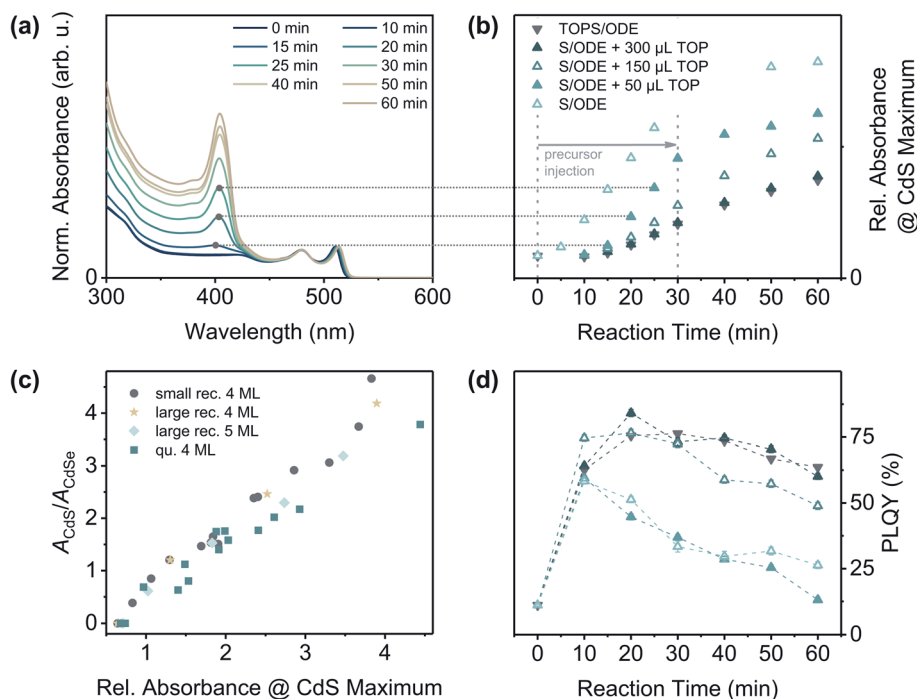 (a)
Norm. Absorbance (arb. u.)
0 min
10 min
15 min
20 min
25 min
30 min
40 min
50 min
60 min
0
300
400
500
600
Wavelength (nm)
(b)
TOPS/ODE
S/ODE + 300 µL TOP
S/ODE + 150 µL TOP
S/ODE + 50 µL TOP
S/ODE
precursor
injection
0
0
10
20
30
40
50
60
Reaction Time (min)
Rel. Absorbance
@ CdS Maximum
(c)
A_CdS/A_CdSe
small rec. 4 ML
large rec. 4 ML
large rec. 5 ML
qu. 4 ML
4
3
2
1
0
1
2
3
4
Rel. Absorbance @ CdS Maximum
(d)
75
50
25
0
PLQY (%)
0
10
20
30
40
50
60
Reaction Time (min)